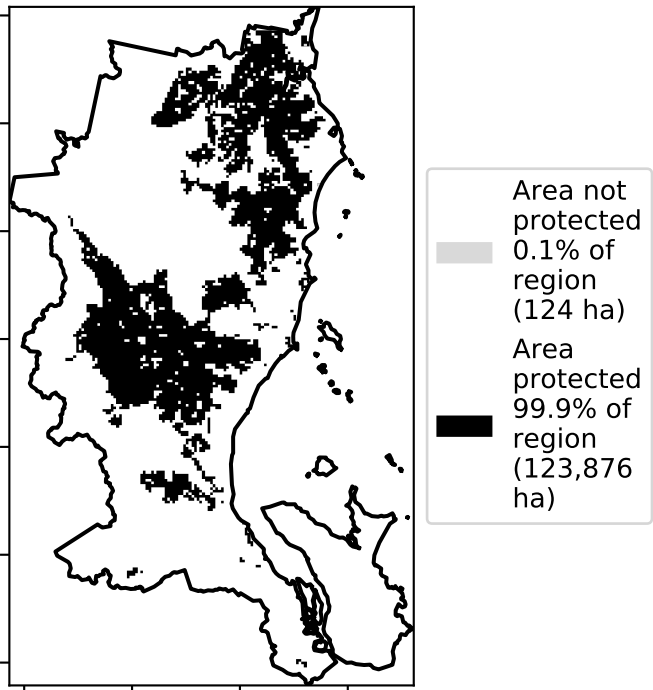 Area not
protected
0.1% of
region
(124 ha)
Area
protected
99.9% of
region
(123,876
ha)